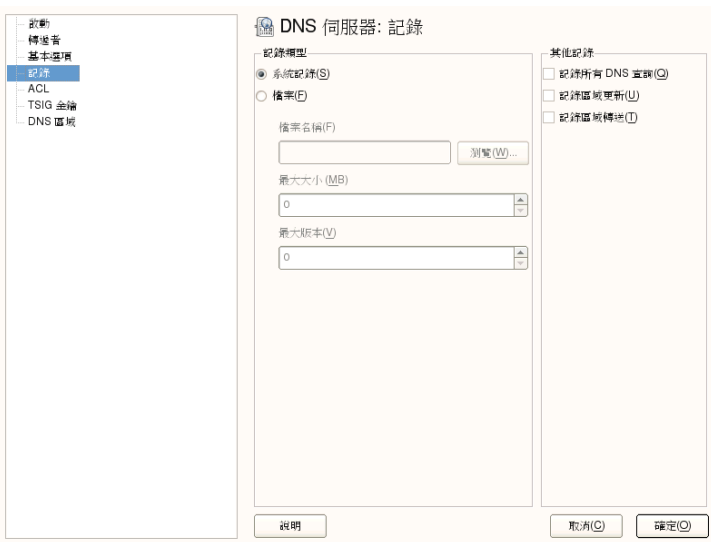 啟動
轉遞者
基本選項
記錄
ACL
TSIG 金鑰
DNS 區域
DNS 伺服器: 記錄
記錄類型
系統記錄(S)
檔案(F)
檔案名稱(F)
瀏覽(W)...
最大大小 (MB)
0
最大版本(V)
0
其他記錄
記錄所有 DNS 查詢(Q)
記錄區域更新(U)
記錄區域轉送(T)
說明
取消(C)
確定(O)